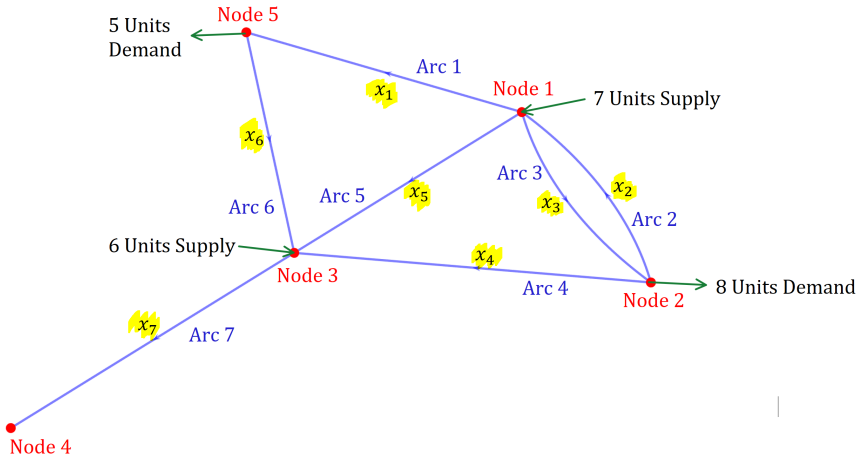 Node 5
5 Units
Demand
Arc 1
x₁
Node 1
7 Units Supply
x₆
Arc 3
x₂
Arc 5
x₅
x₃
Arc 6
Arc 2
6 Units Supply
x₄
Node 3
Arc 4
Node 2
8 Units Demand
x₇
Arc 7
Node 4